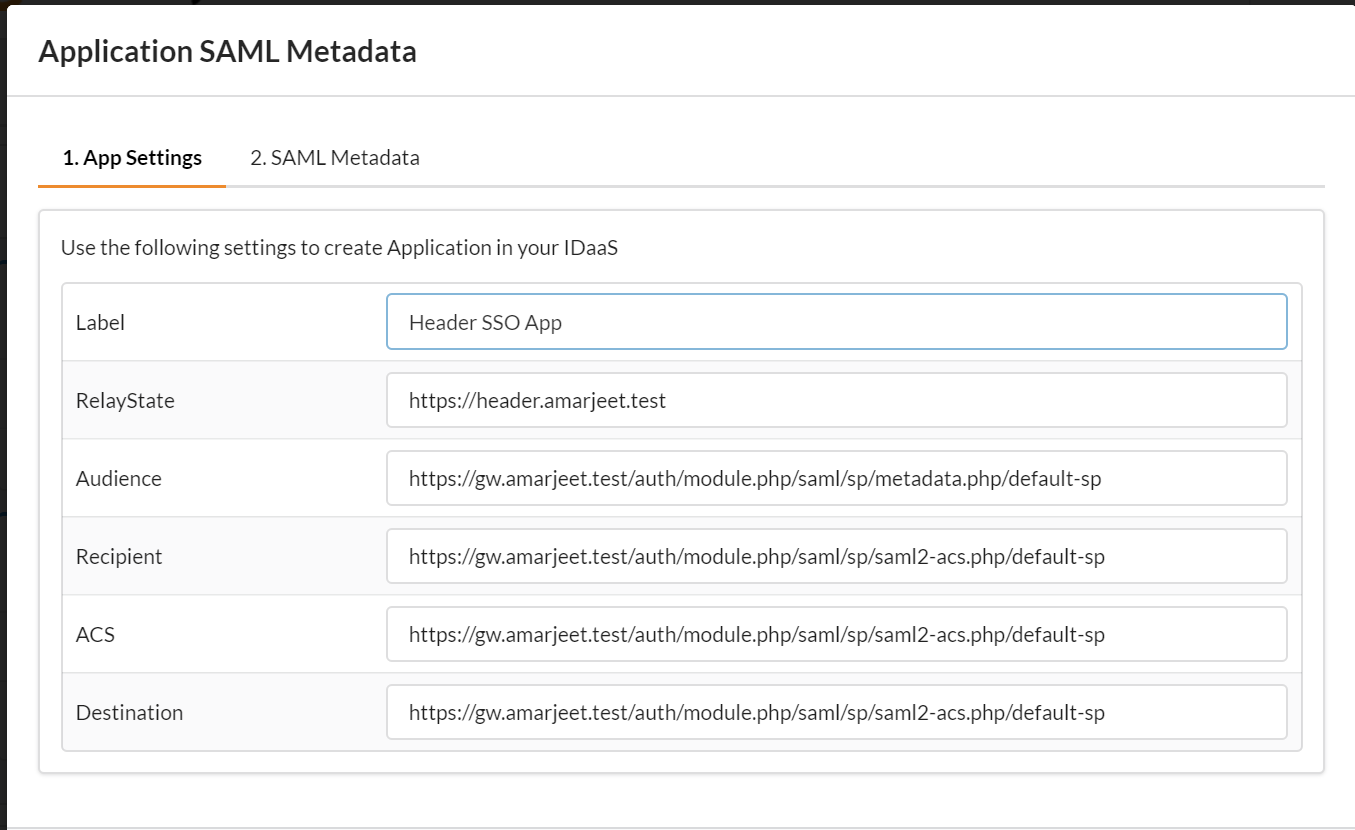 Application SAML Metadata
1. App Settings
2. SAML Metadata
Use the following settings to create Application in your IDaaS
Label
Header SSO App
RelayState
https://header.amarjeet.test
Audience
https://gw.amarjeet.test/auth/module.php/saml/sp/metadata.php/default-sp
Recipient
https://gw.amarjeet.test/auth/module.php/saml/sp/saml2-acs.php/default-sp
ACS
https://gw.amarjeet.test/auth/module.php/saml/sp/saml2-acs.php/default-sp
Destination
https://gw.amarjeet.test/auth/module.php/saml/sp/saml2-acs.php/default-sp